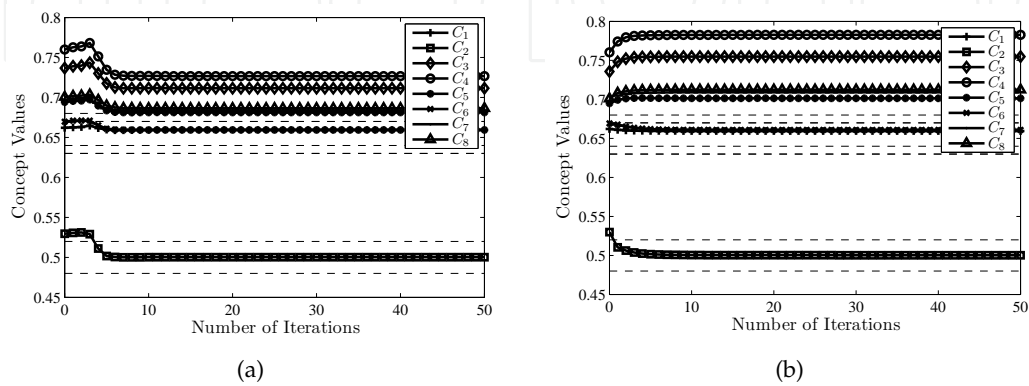 0.8
0.75
0.7
0.65
0.6
0.55
0.5
0.45
Concept Values
0 10 20 30 40 50
Number of Iterations
C1
C2
C3
C4
C5
C6
C7
C8
(a)
0.8
0.75
0.7
0.65
0.6
0.55
0.5
0.45
Concept Values
0 10 20 30 40 50
Number of Iterations
C1
C2
C3
C4
C5
C6
C7
C8
(b)